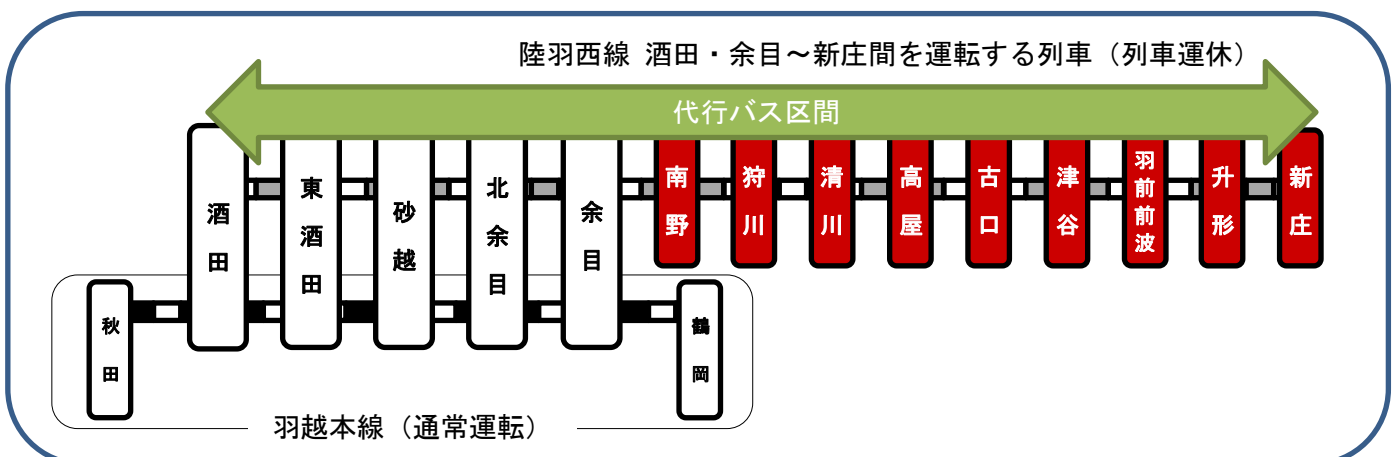 陸羽西線 酒田・余目～新庄間を運転する列車（列車運休）
代行バス区間
酒田
東酒田
砂越
北余目
余目
南野
狩川
清川
高屋
古口
津谷
羽前前波
升形
新庄
秋田
鶴岡
羽越本線（通常運転）